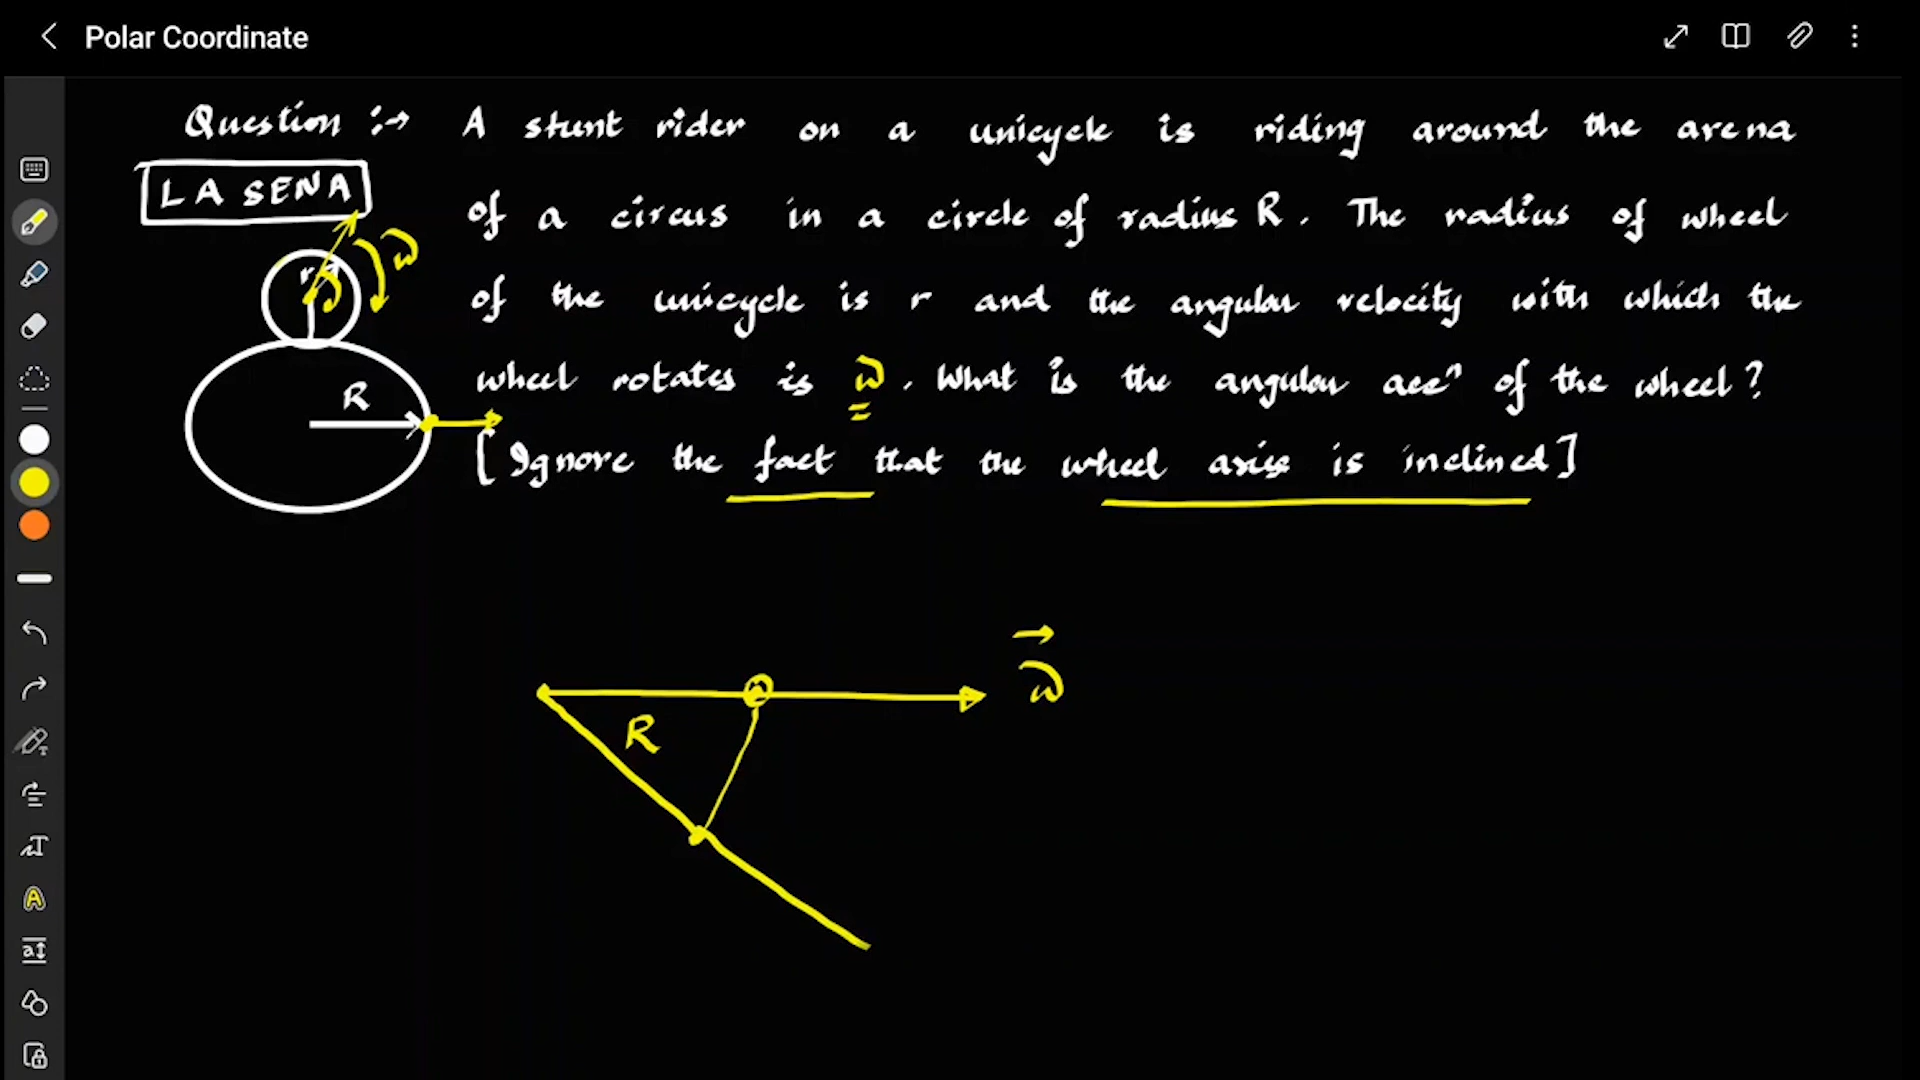 Polar Coordinate
Question :→ A stunt rider on a unicycle is riding around the arena
LA SENA
of a circus in a circle of radius R. The radius of wheel
r ω
of the unicycle is r and the angular velocity with which the
wheel rotates is ω. What is the angular accⁿ of the wheel?
R
[Ignore the fact that the wheel axis is inclined]
ω
R